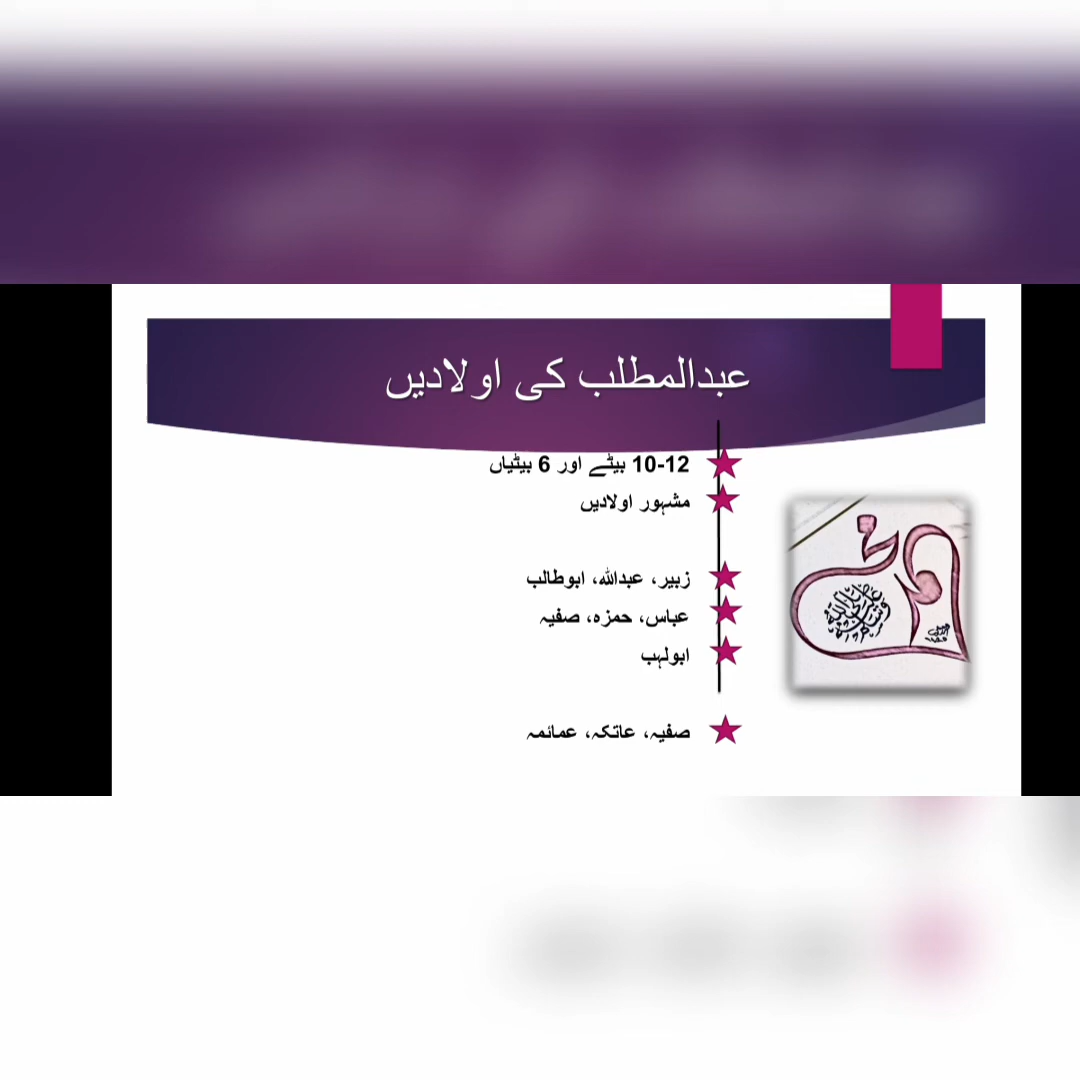 عبدالمطلب کی اولادیں
10-12 بیٹے اور 6 بیٹیاں
مشہور اولادیں
زبیر، عبداللہ، ابوطالب
عباس، حمزہ، صفیہ
ابولہب
صفیہ، عاتکہ، عمائمہ
محمد